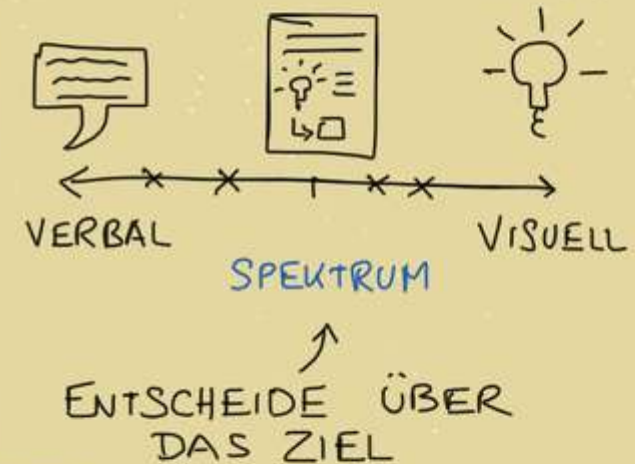 VERBAL
VISUELL
SPEKTRUM
ENTSCHEIDE ÜBER
DAS ZIEL